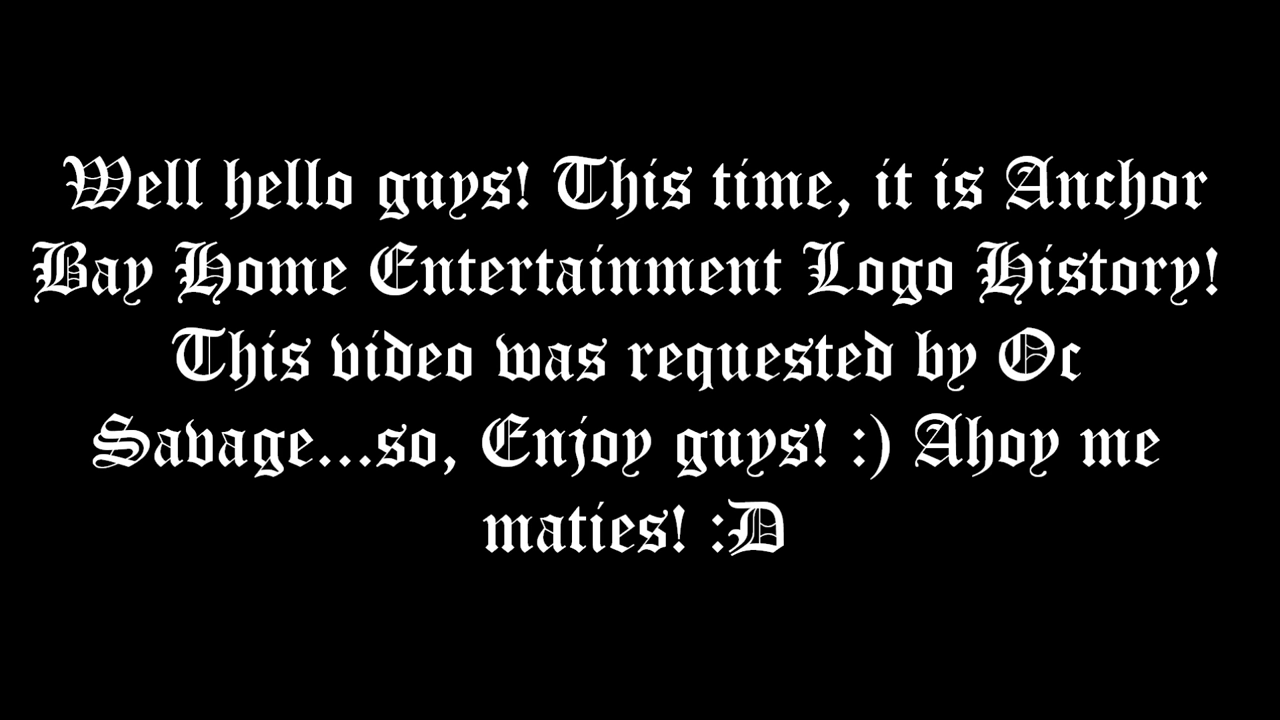 Well hello guys! This time, it is Anchor
Bay Home Entertainment Logo History!
This video was requested by Oc
Savage...so, Enjoy guys! :) Ahoy me
maties! :D